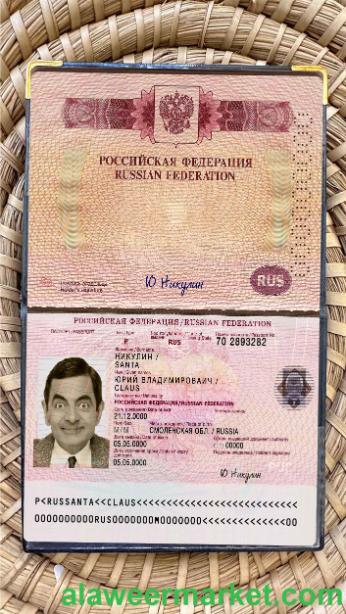 РОССИЙСКАЯ ФЕДЕРАЦИЯ
RUSSIAN FEDERATION
Ю Никулин
RUS
РОССИЙСКАЯ ФЕДЕРАЦИЯ/RUSSIAN FEDERATION
P RUS 70 2893282
НИКУЛИН /
SANTA
ЮРИЙ ВЛАДИМИРОВАИЧ /
CLAUS
РОССИЙСКАЯ ФЕДЕРАЦИЯ/RUSSIAN FEDERATION
21.12.0000
М/M СМОЛЕНСКАЯ ОБЛ. / RUSSIA
05.05.0000 00000
05.05.0000
Ю Никулин
P<RUSSANTA<<CLAUS<<<<<<<<<<<<<<<<<<<<<<<<<<<
0000000000RUS0000000M0000000<<<<<<<<<<<<<<00
alaweermarket.com